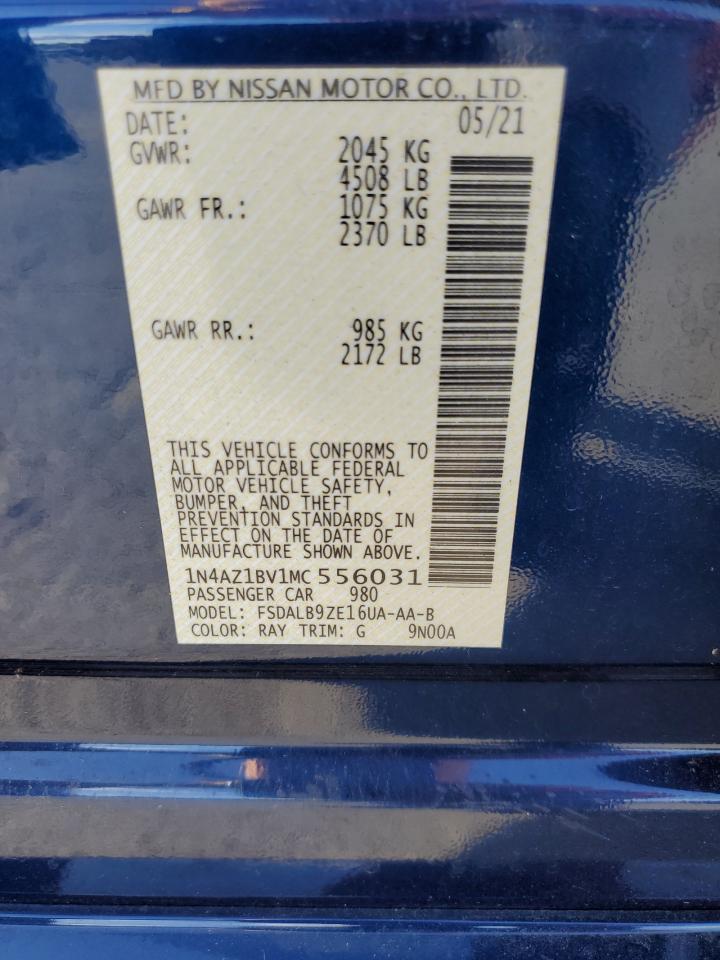 MFD BY NISSAN MOTOR CO., LTD.
DATE: 05/21
GVWR: 2045 KG
4508 LB
GAWR FR.: 1075 KG
2370 LB
GAWR RR.: 985 KG
2172 LB
THIS VEHICLE CONFORMS TO
ALL APPLICABLE FEDERAL
MOTOR VEHICLE SAFETY,
BUMPER, AND THEFT
PREVENTION STANDARDS IN
EFFECT ON THE DATE OF
MANUFACTURE SHOWN ABOVE.
1N4AZ1BV1MC 556031
PASSENGER CAR 980
MODEL: FSDALB9ZE16UA-AA-B
COLOR: RAY TRIM: G 9N00A